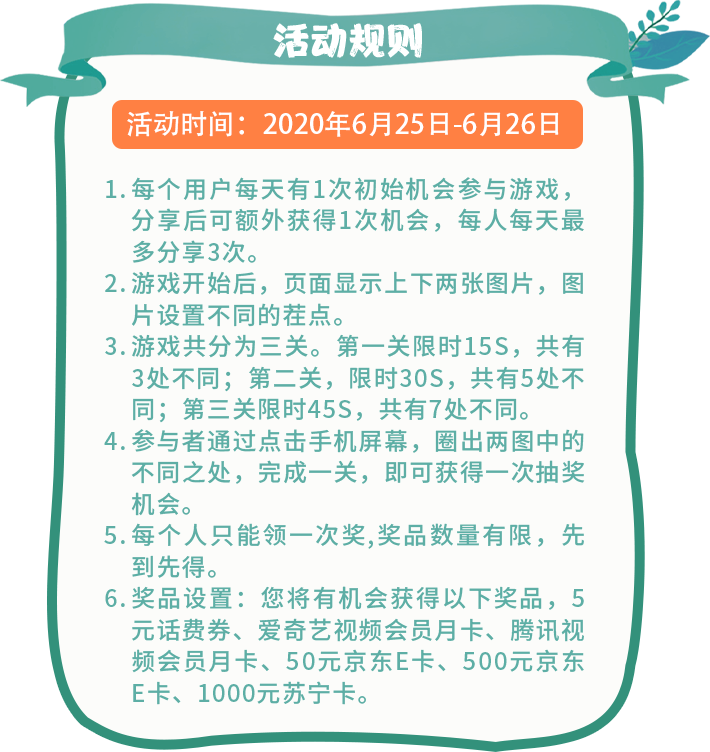 活动规则
活动时间：2020年6月25日-6月26日
1. 每个用户每天有1次初始机会参与游戏，
分享后可额外获得1次机会，每人每天最
多分享3次。
2. 游戏开始后，页面显示上下两张图片，图
片设置不同的茬点。
3. 游戏共分为三关。第一关限时15S，共有
3处不同；第二关，限时30S，共有5处不
同；第三关限时45S，共有7处不同。
4. 参与者通过点击手机屏幕，圈出两图中的
不同之处，完成一关，即可获得一次抽奖
机会。
5. 每个人只能领一次奖,奖品数量有限，先
到先得。
6. 奖品设置：您将有机会获得以下奖品，5
元话费券、爱奇艺视频会员月卡、腾讯视
频会员月卡、50元京东E卡、500元京东
E卡、1000元苏宁卡。